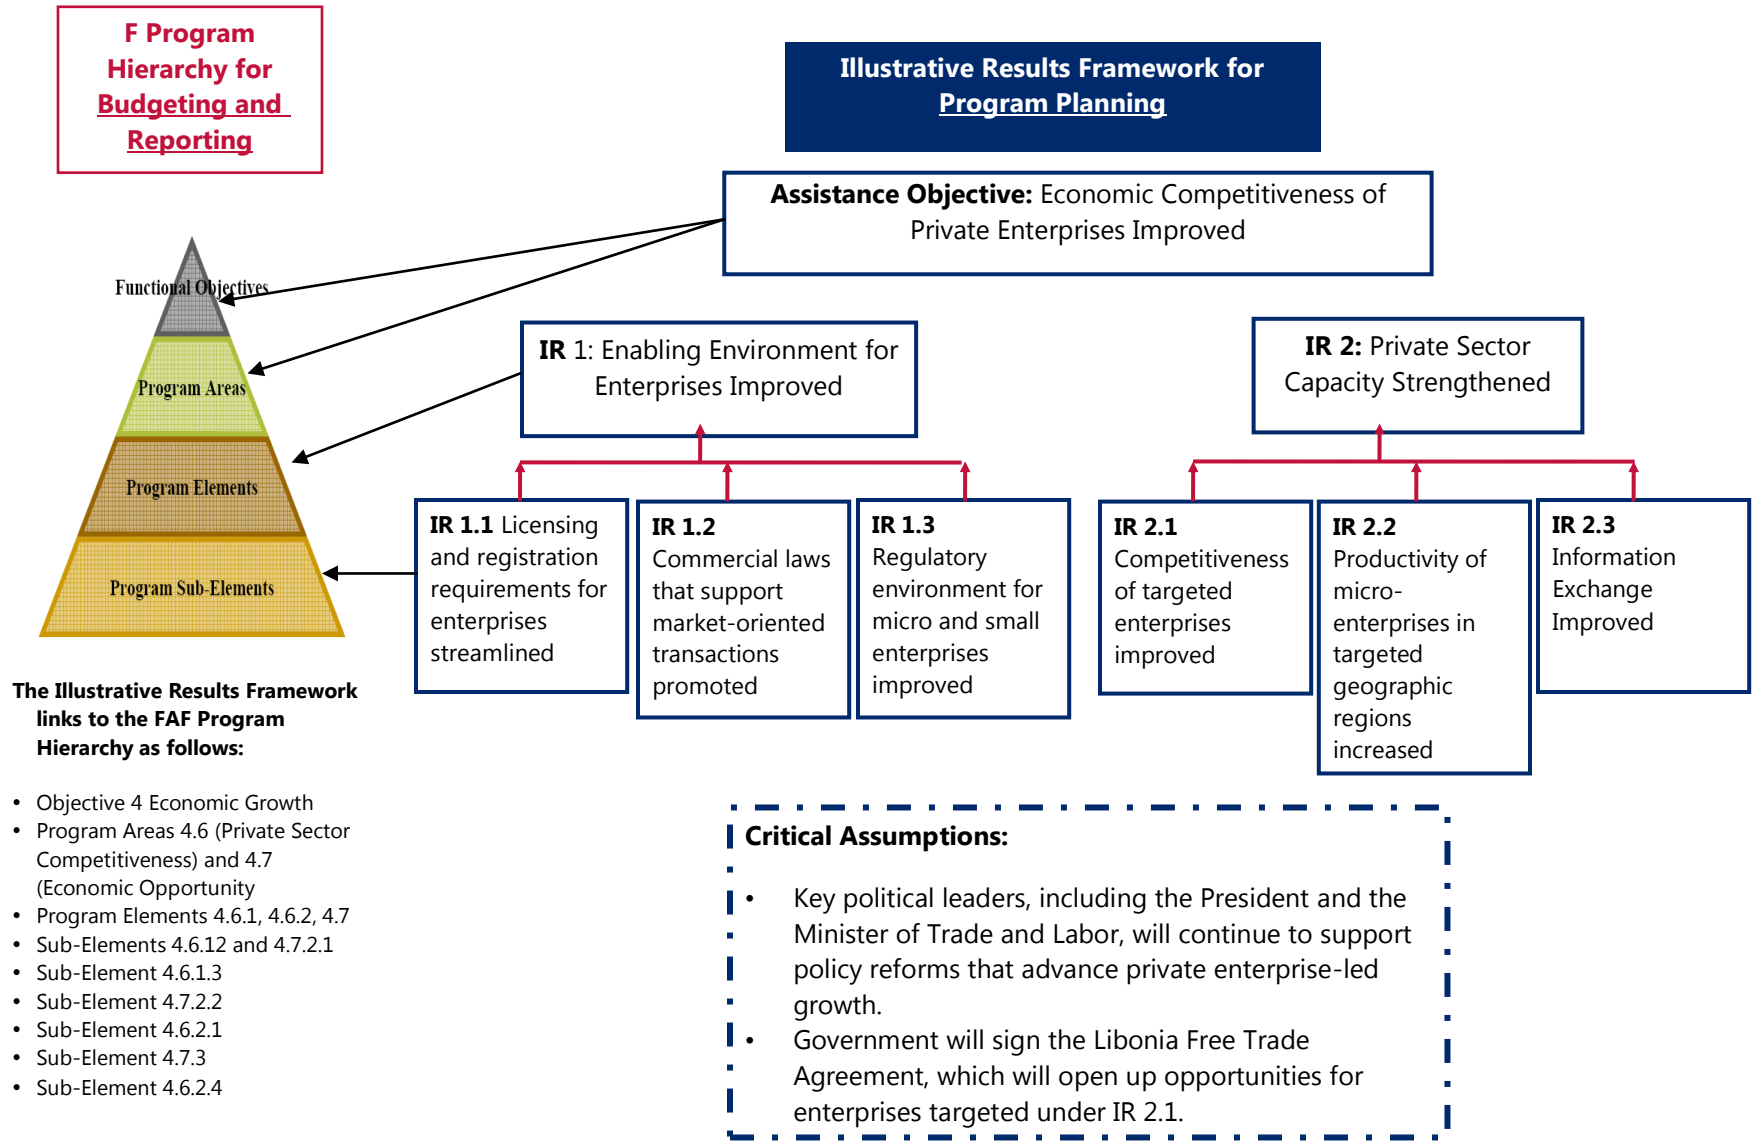 F Program
Hierarchy for
Budgeting and
Reporting
Illustrative Results Framework for
Program Planning
Assistance Objective: Economic Competitiveness of
Private Enterprises Improved
Functional Objectives
Program Areas
Program Elements
Program Sub-Elements
IR 1: Enabling Environment for
Enterprises Improved
IR 2: Private Sector
Capacity Strengthened
IR 1.1 Licensing
and registration
requirements for
enterprises
streamlined
IR 1.2
Commercial laws
that support
market-oriented
transactions
promoted
IR 1.3
Regulatory
environment for
micro and small
enterprises
improved
IR 2.1
Competitiveness
of targeted
enterprises
improved
IR 2.2
Productivity of
micro-
enterprises in
targeted
geographic
regions
increased
IR 2.3
Information
Exchange
Improved
The Illustrative Results Framework
links to the FAF Program
Hierarchy as follows:
• Objective 4 Economic Growth
• Program Areas 4.6 (Private Sector
Competitiveness) and 4.7
(Economic Opportunity
• Program Elements 4.6.1, 4.6.2, 4.7
• Sub-Elements 4.6.12 and 4.7.2.1
• Sub-Element 4.6.1.3
• Sub-Element 4.7.2.2
• Sub-Element 4.6.2.1
• Sub-Element 4.7.3
• Sub-Element 4.6.2.4
Critical Assumptions:
• Key political leaders, including the President and the
Minister of Trade and Labor, will continue to support
policy reforms that advance private enterprise-led
growth.
• Government will sign the Libonia Free Trade
Agreement, which will open up opportunities for
enterprises targeted under IR 2.1.